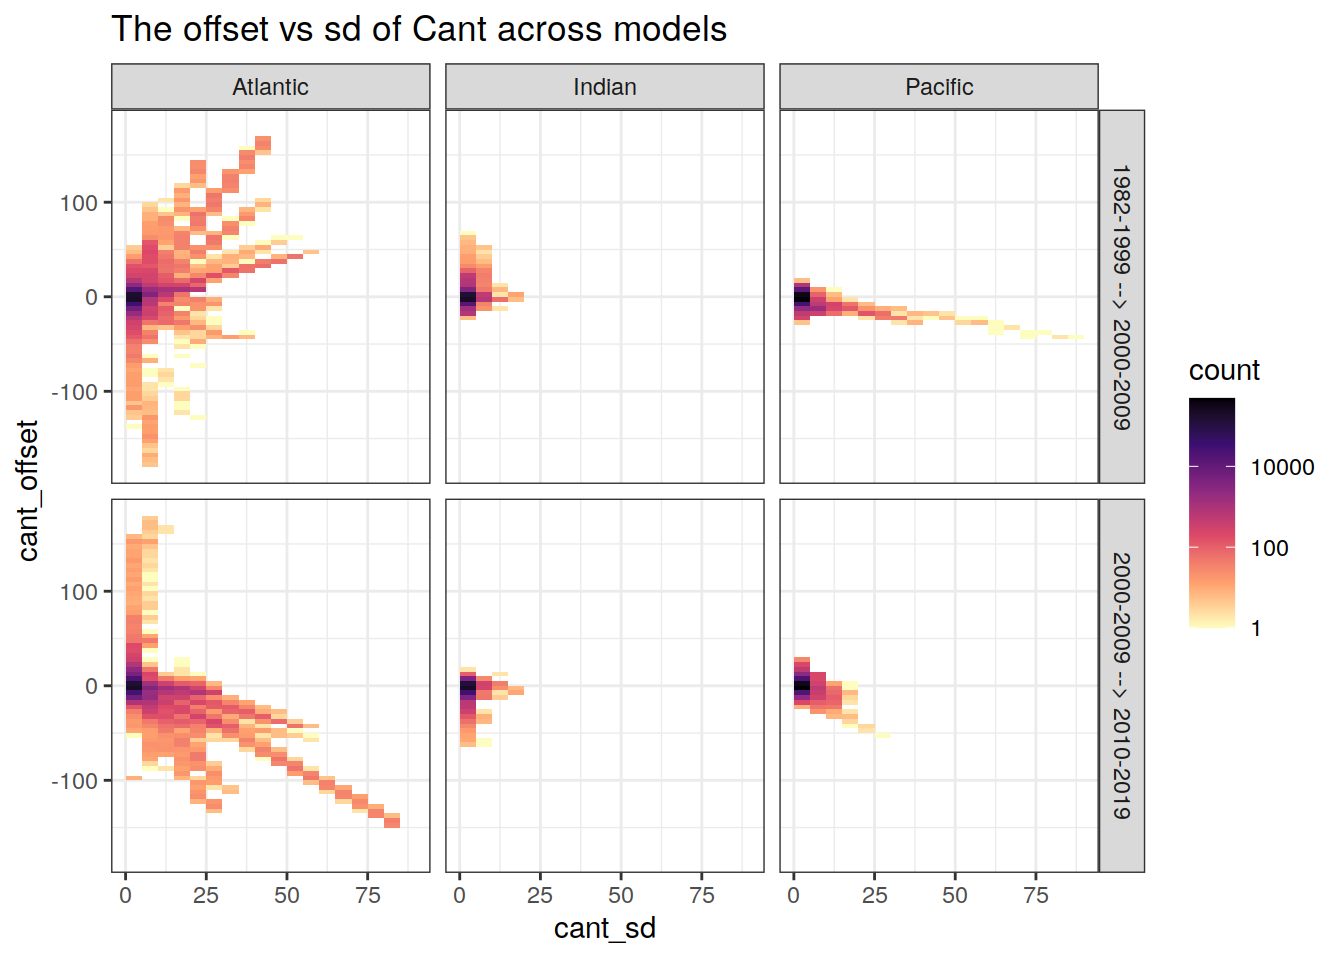 The offset vs sd of Cant across models
Atlantic
Indian
Pacific
100
0
-100
1982-1999 --> 2000-2009
100
0
-100
2000-2009 --> 2010-2019
cant_offset
0
25
50
75
0
25
50
75
0
25
50
75
cant_sd
count
10000
100
1